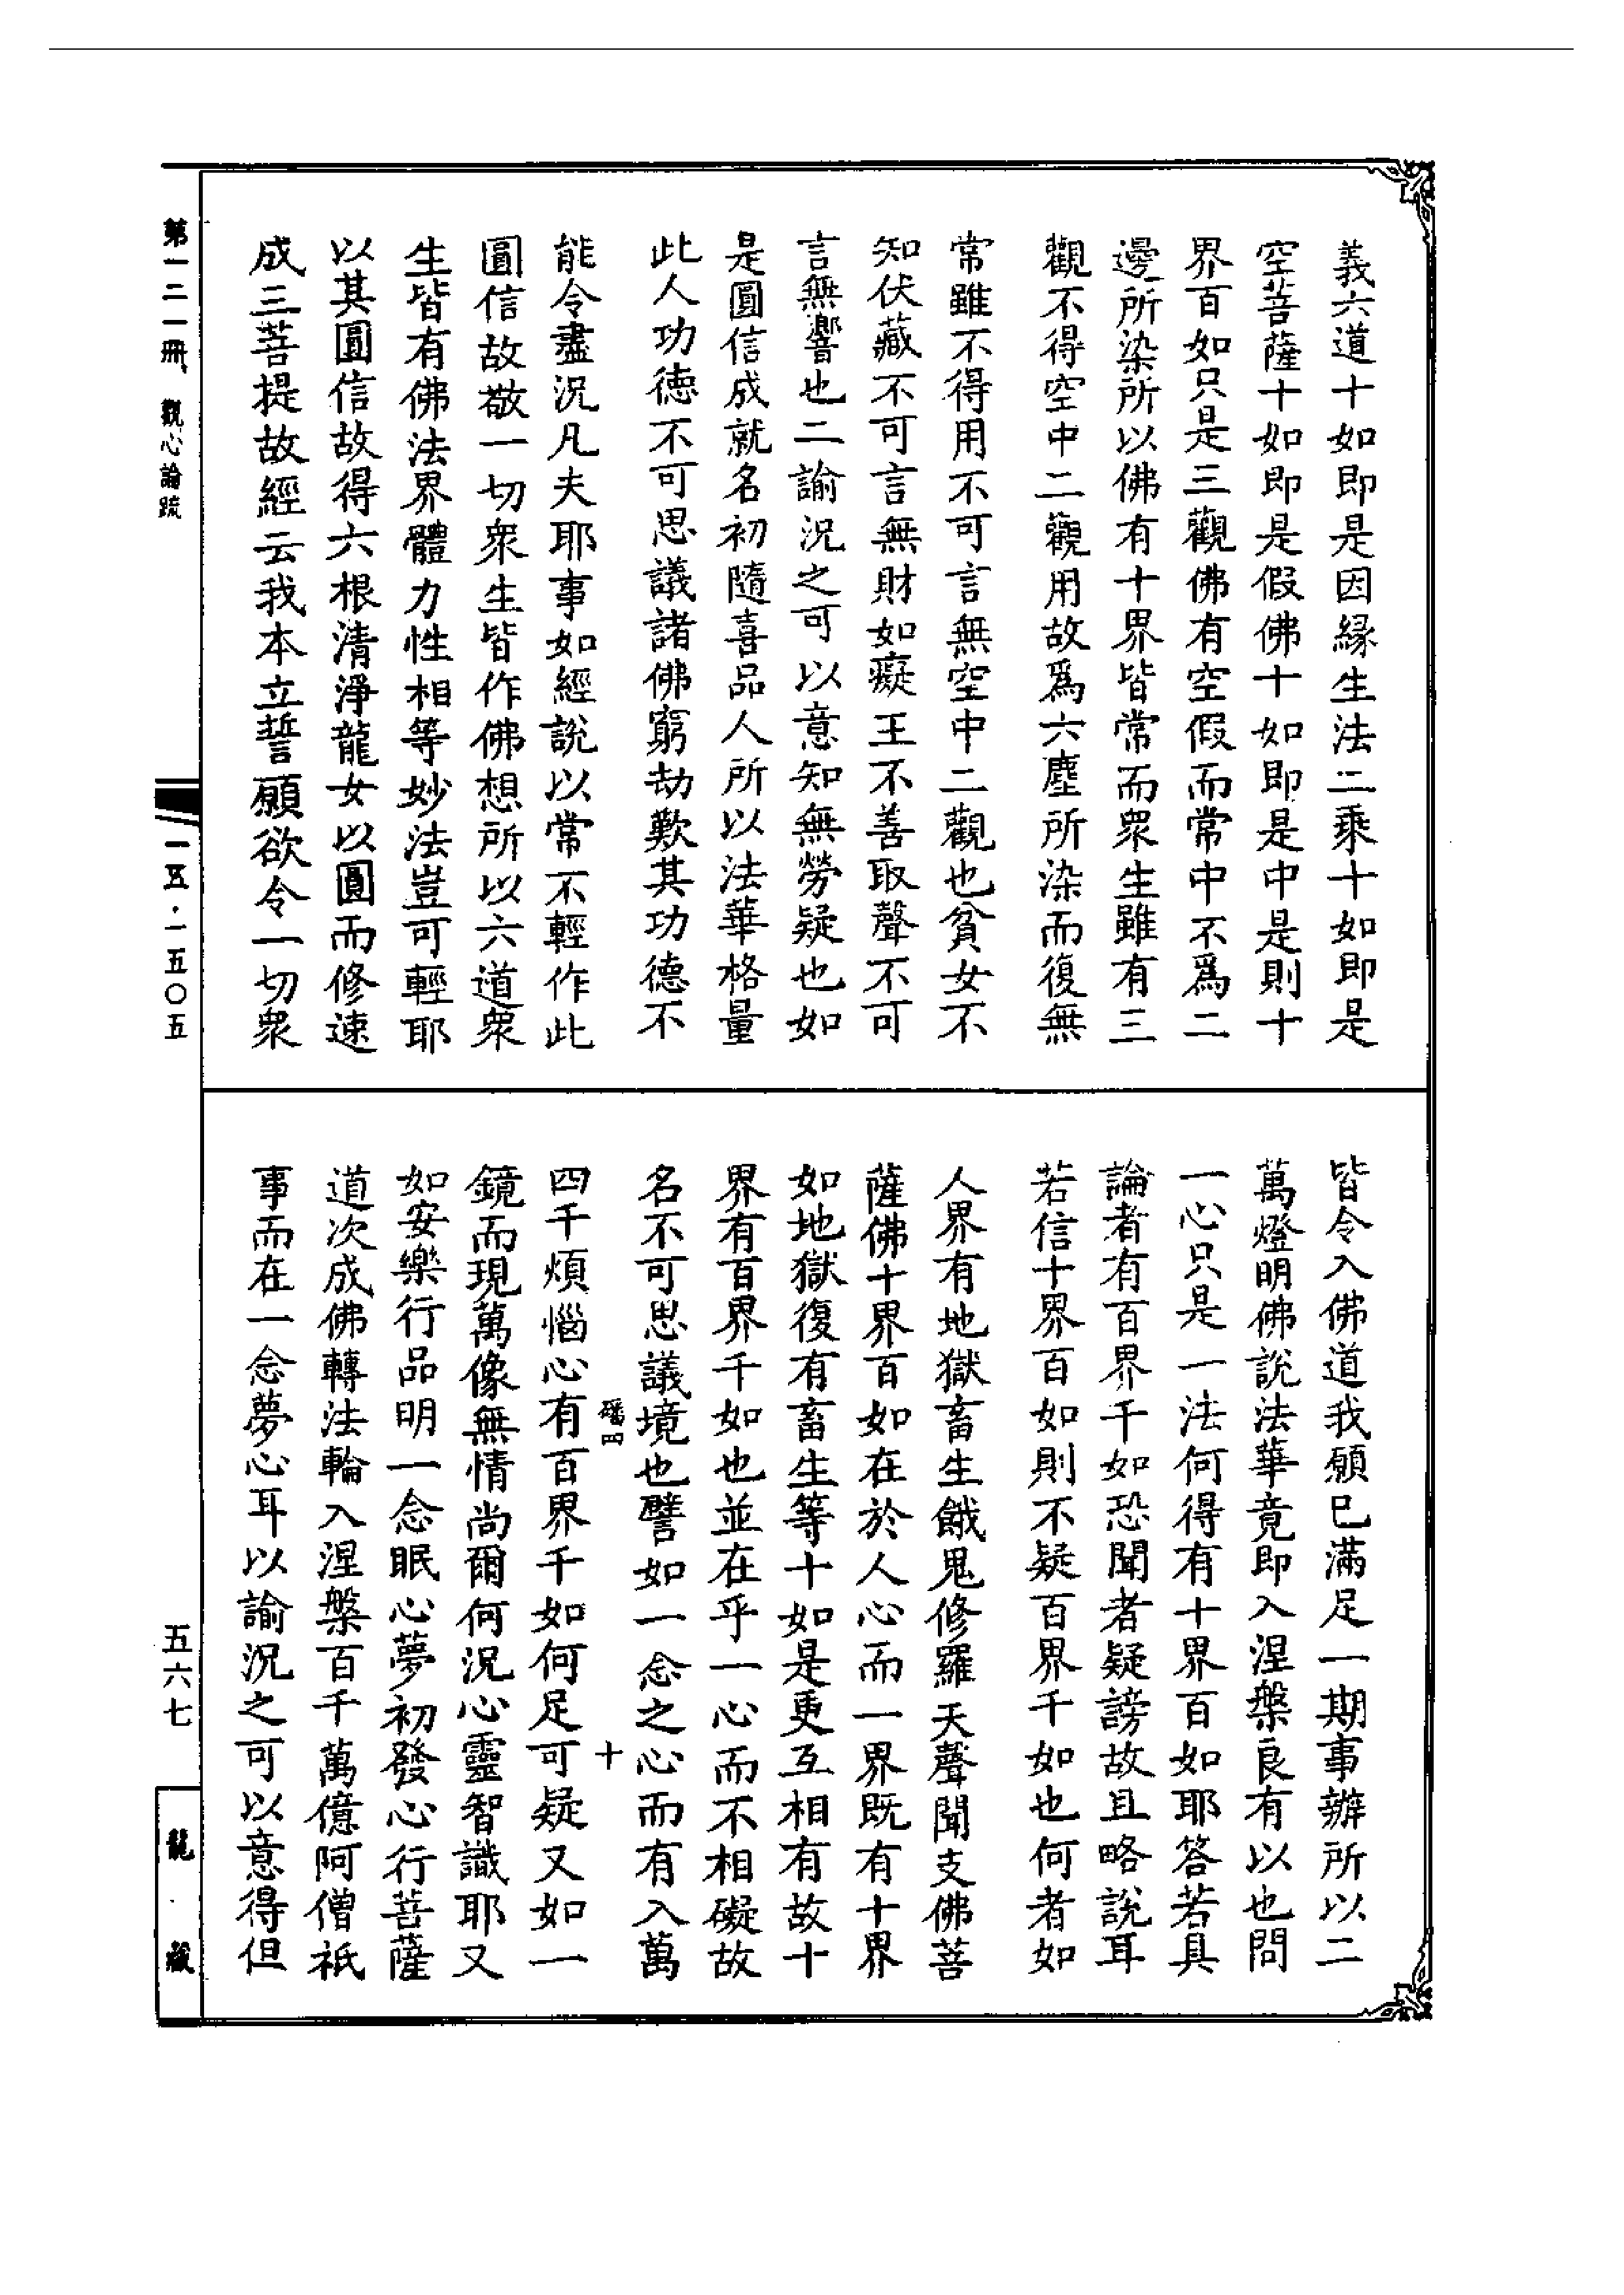 義六道十如即是因緣生法二乘十如即是
空菩薩十如即是假佛十如即是中是則十
界百如只是三觀佛有空假而常中不為二
邊所染所以佛有十界皆常而眾生雖有三
觀不得空中二觀用故為六塵所染而復無
常雖不得用不可言無空中二觀也貧女不
知伏藏不可言無財如癡王不善取聲不可
言無響也二諭況之可以意知無勞疑也如
是圓信成就名初隨喜品人所以法華格量
此人功德不可思議諸佛窮劫歎其功德不
能令盡況凡夫耶事如經說以常不輕作此
圓信故敬一切眾生皆作佛想所以六道眾
生皆有佛法界體力性相等妙法豈可輕耶
以其圓信故得六根清淨龍女以圓而修速
成三菩提故經云我本立誓願欲令一切眾
皆令入佛道我願已滿足一期事辦所以二
萬燈明佛說法華竟即入涅槃良有以也問
一心只是一法何得有十界百如耶答若具
論者有百界千如恐聞者疑謗故且略說耳
若信十界百如則不疑百界千如也何者如
人界有地獄畜生餓鬼修羅天聲聞支佛菩
薩佛十界百如在於人心而一界既有十界
如地獄復有畜生等十如是更互相有故十
界有百界千如也並在乎一心而不相礙故
名不可思議境也譬如一念之心而有入萬
磻四 十
四千煩惱心有百界千如何足可疑又如一
鏡而現萬像無情尚爾何況心靈智識耶又
如安樂行品明一念眠心夢初發心行菩薩
道次成佛轉法輪入涅槃百千萬億阿僧祇
事而在一念夢心耳以諭況之可以意得但
第一二一冊 觀心論疏
一五·一五〇五
五六七
龍藏